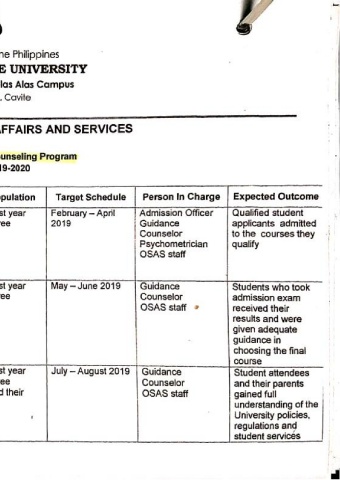 ne Philippines
E UNIVERSITY
las Alas Campus
, Cavite
AFFAIRS AND SERVICES
unseling Program
19-2020
pulation Target Schedule Person In Charge Expected Outcome
st year February – April Admission Officer Qualified student
ee 2019 Guidance applicants admitted
Counselor to the courses they
Psychometrician qualify
OSAS staff
st year May – June 2019 Guidance Students who took
ee Counselor admission exam
OSAS staff received their
results and were
given adequate
guidance in
choosing the final
course
st year July – August 2019 Guidance Student attendees
ee Counselor and their parents
d their OSAS staff gained full
understanding of the
University policies,
regulations and
student services